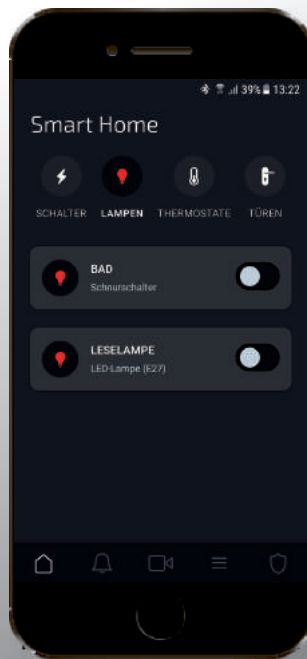 39% 13:22
Smart Home
SCHALTER LAMPEN THERMOSTATE TÜREN
BAD
Schnurschalter
LESELAMPE
LED-Lampe (E27)